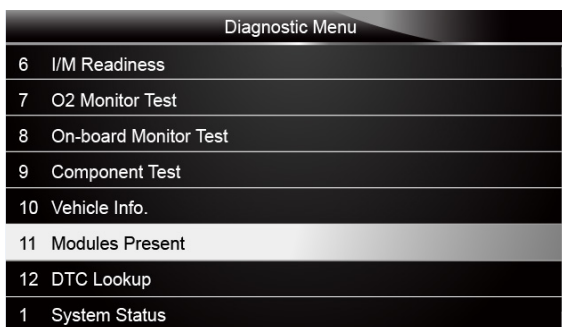 Diagnostic Menu
6 I/M Readiness
7 O2 Monitor Test
8 On-board Monitor Test
9 Component Test
10 Vehicle Info.
11 Modules Present
12 DTC Lookup
1 System Status